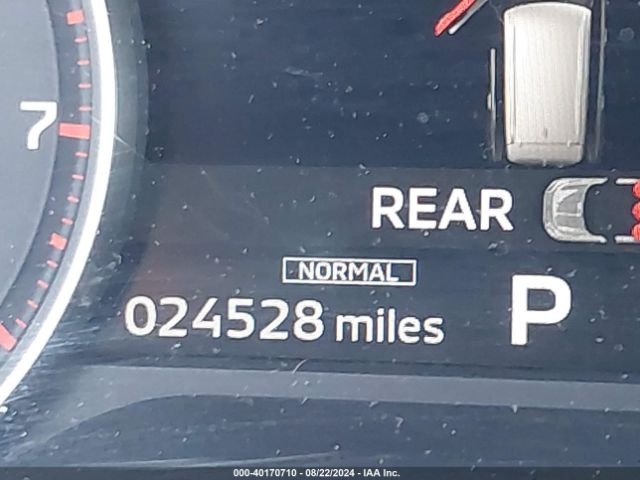 7
REAR
NORMAL
024528 miles
P
000-40170710 - 08/22/2024 - IAA Inc.